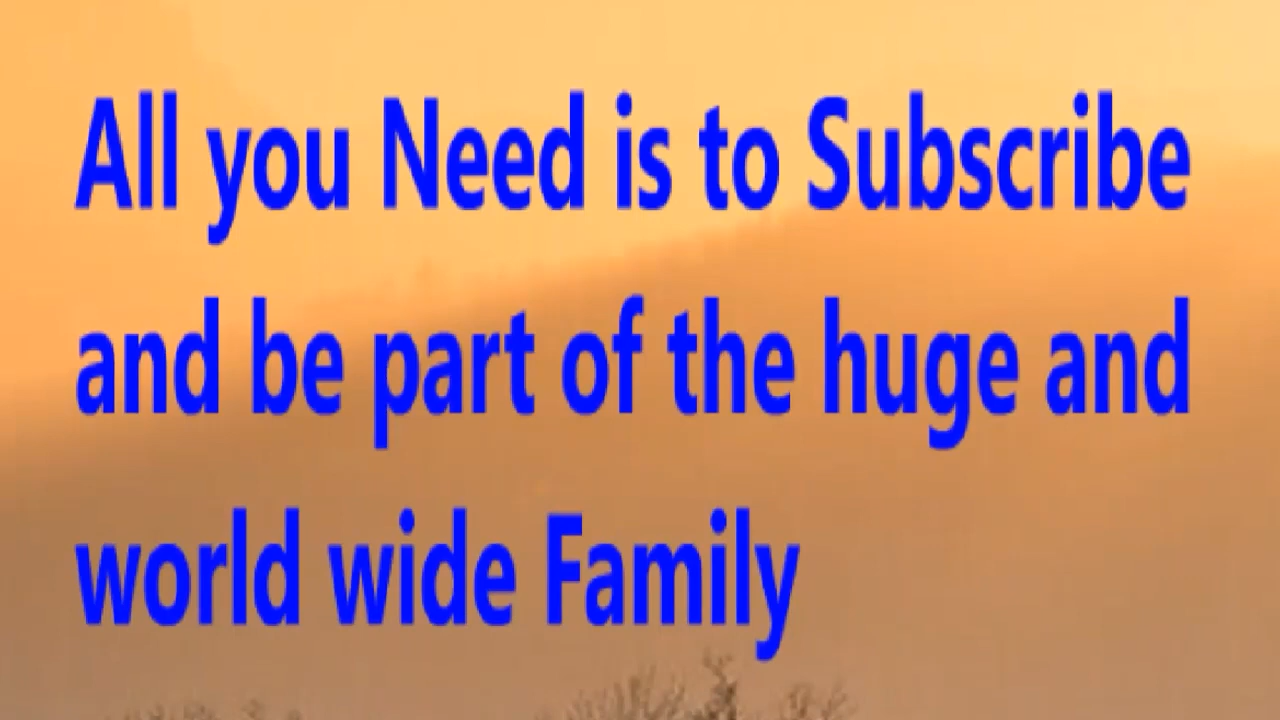 All you Need is to Subscribe
and be part of the huge and
world wide Family